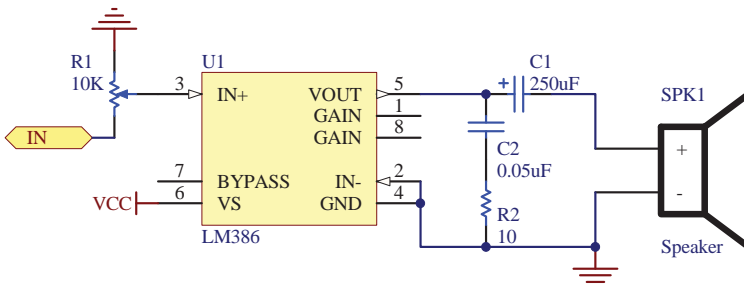 R1
10K
IN
VCC
U1
3
IN+
7
BYPASS
6
VS
VOUT
5
GAIN
1
GAIN
8
IN-
2
GND
4
LM386
C1
+
250uF
C2
0.05uF
R2
10
SPK1
+
-
Speaker